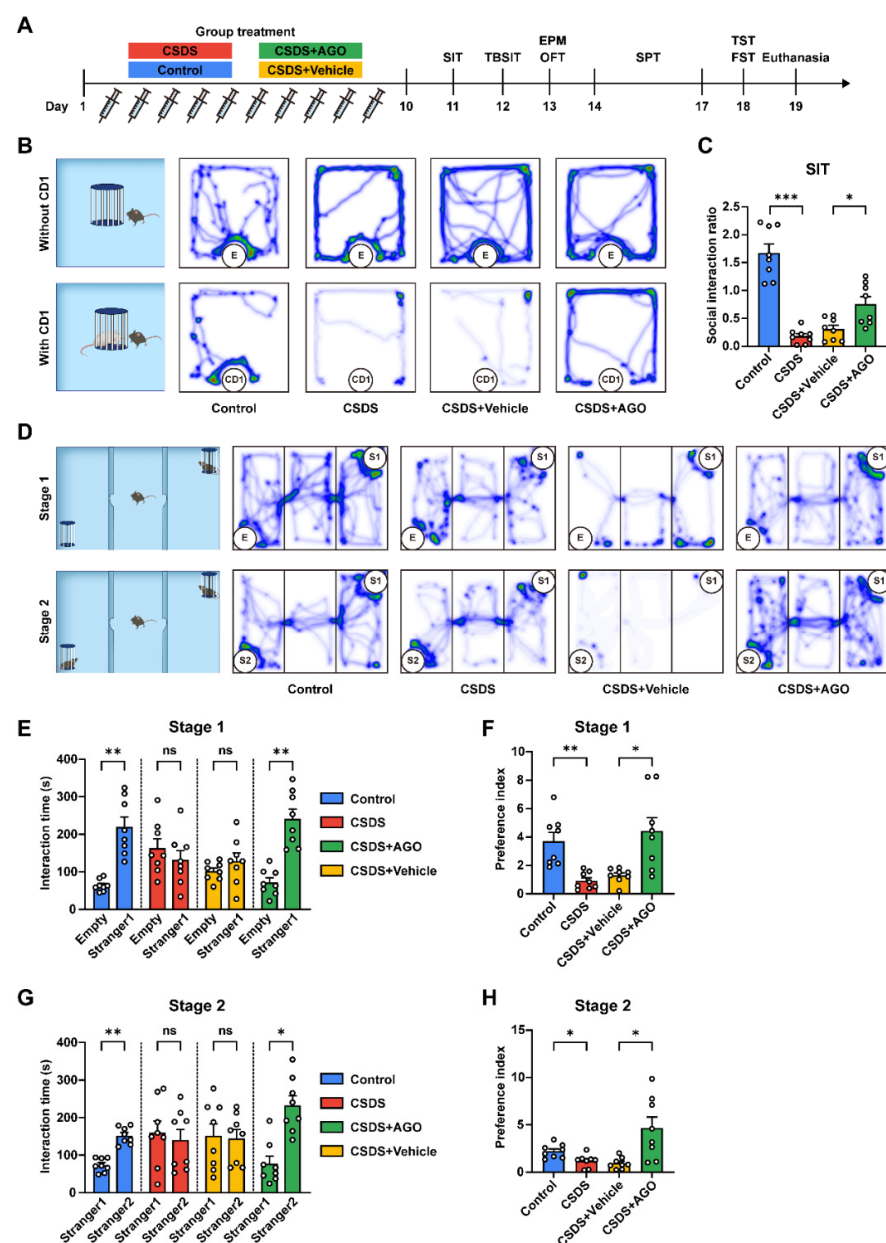 A
Group treatment
CSDS
CSDS+AGO
Control
CSDS+Vehicle
SIT
TBSIT
EPM
OFT
SPT
TST
FST
Euthanasia
Day
1
10
11
12
13
14
17
18
19
B
Without CD1
E
E
E
E
With CD1
CD1
CD1
CD1
CD1
Control
CSDS
CSDS+Vehicle
CSDS+AGO
C
SIT
***
*
Social interaction ratio
2.5
2.0
1.5
1.0
0.5
0.0
Control
CSDS
CSDS+Vehicle
CSDS+AGO
D
Stage 1
S1
E
S1
E
S1
E
S1
E
Stage 2
S1
S2
S1
S2
S1
S2
S1
S2
Control
CSDS
CSDS+Vehicle
CSDS+AGO
E
Stage 1
Interaction time (s)
400
300
200
100
0
**
ns
ns
**
Empty
Stranger1
Empty
Stranger1
Empty
Stranger1
Empty
Stranger1
Control
CSDS
CSDS+AGO
CSDS+Vehicle
F
Stage 1
Preference index
10
8
6
4
2
0
**
*
Control
CSDS
CSDS+Vehicle
CSDS+AGO
G
Stage 2
Interaction time (s)
400
300
200
100
0
**
ns
ns
*
Stranger1
Stranger2
Stranger1
Stranger2
Stranger1
Stranger2
Stranger1
Stranger2
Control
CSDS
CSDS+AGO
CSDS+Vehicle
H
Stage 2
Preference index
15
10
5
0
*
*
Control
CSDS
CSDS+Vehicle
CSDS+AGO